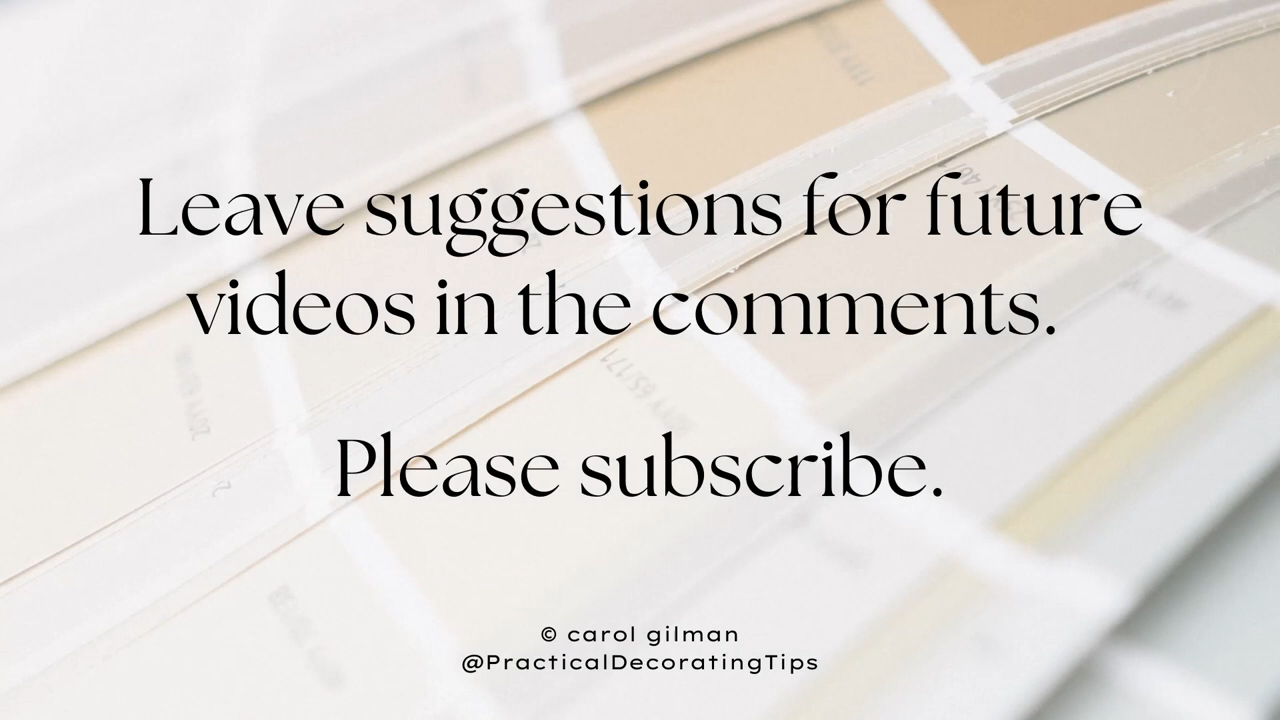 Leave suggestions for future
videos in the comments.
Please subscribe.
© carol gilman
@PracticalDecoratingTips